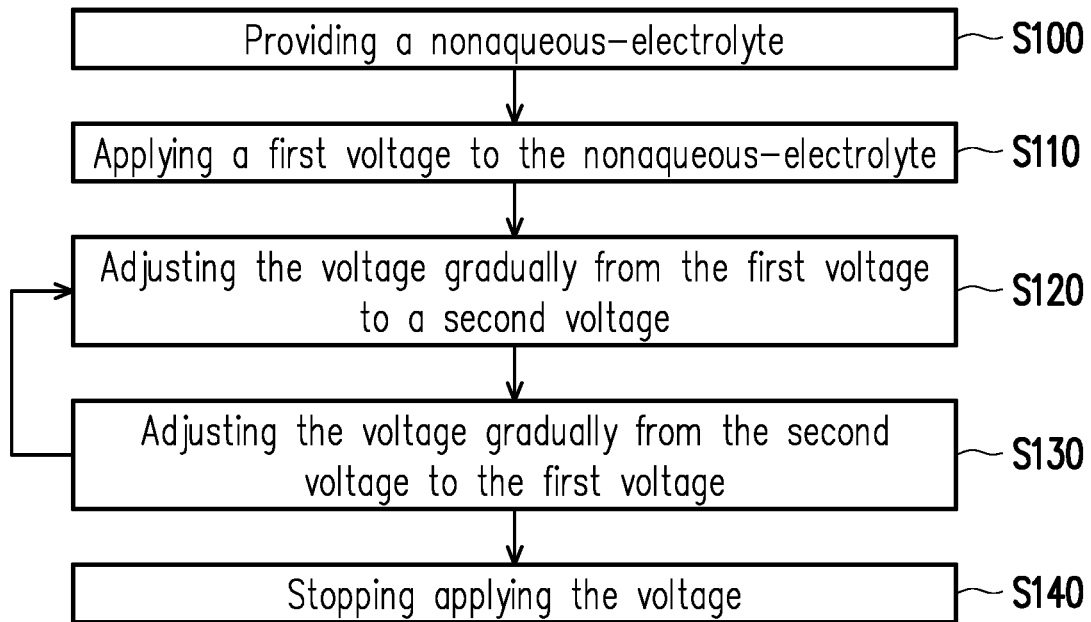 Providing a nonaqueous-electrolyte S100
Applying a first voltage to the nonaqueous-electrolyte S110
Adjusting the voltage gradually from the first voltage
to a second voltage
S120
Adjusting the voltage gradually from the second
voltage to the first voltage
S130
Stopping applying the voltage S140